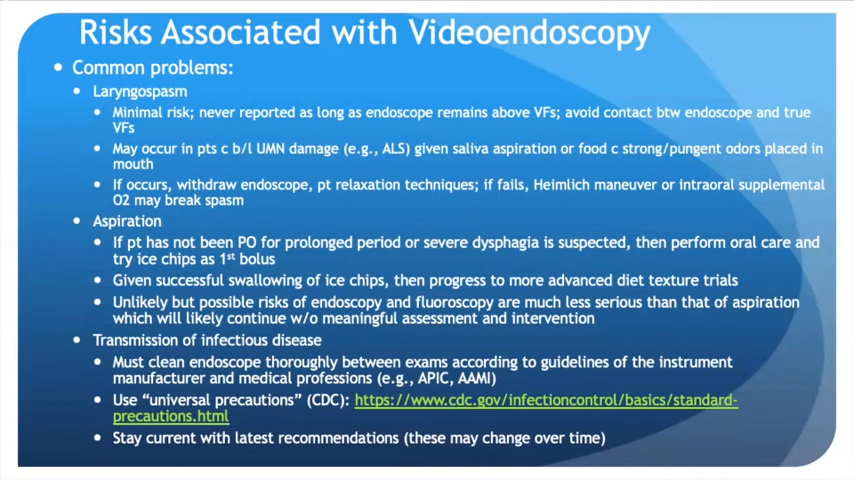 Risks Associated with Videoendoscopy
• Common problems:
• Laryngospasm
• Minimal risk; never reported as long as endoscope remains above VFs; avoid contact btw endoscope and true
VFs
• May occur in pts c b/l UMN damage (e.g., ALS) given saliva aspiration or food c strong/pungent odors placed in
mouth
• If occurs, withdraw endoscope, pt relaxation techniques; if fails, Heimlich maneuver or intraoral supplemental
O2 may break spasm
• Aspiration
• If pt has not been PO for prolonged period or severe dysphagia is suspected, then perform oral care and
try ice chips as 1st bolus
• Given successful swallowing of ice chips, then progress to more advanced diet texture trials
• Unlikely but possible risks of endoscopy and fluoroscopy are much less serious than that of aspiration
which will likely continue w/o meaningful assessment and intervention
• Transmission of infectious disease
• Must clean endoscope thoroughly between exams according to guidelines of the instrument
manufacturer and medical professions (e.g., APIC, AAMI)
• Use “universal precautions” (CDC): https://www.cdc.gov/infectioncontrol/basics/standard-
precautions.html
• Stay current with latest recommendations (these may change over time)